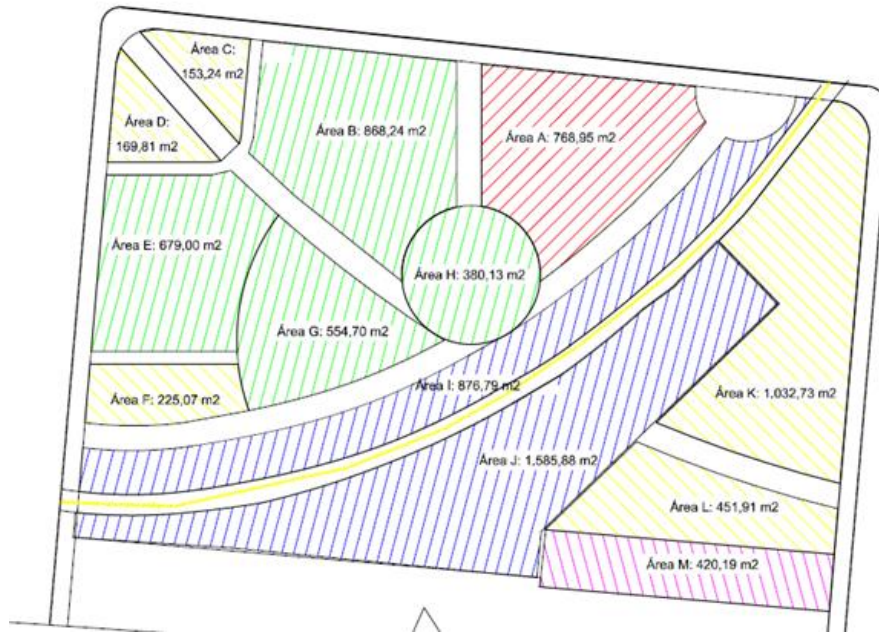 Área C:
153,24 m2
Área D:
169,81 m2
Área B: 868,24 m2
Área A: 768,95 m2
Área E: 679,00 m2
Área H: 380,13 m2
Área G: 554,70 m2
Área I: 876,79 m2
Área F: 225,07 m2
Área K: 1,032,73 m2
Área J: 1,585,88 m2
Área L: 451,91 m2
Área M: 420,19 m2